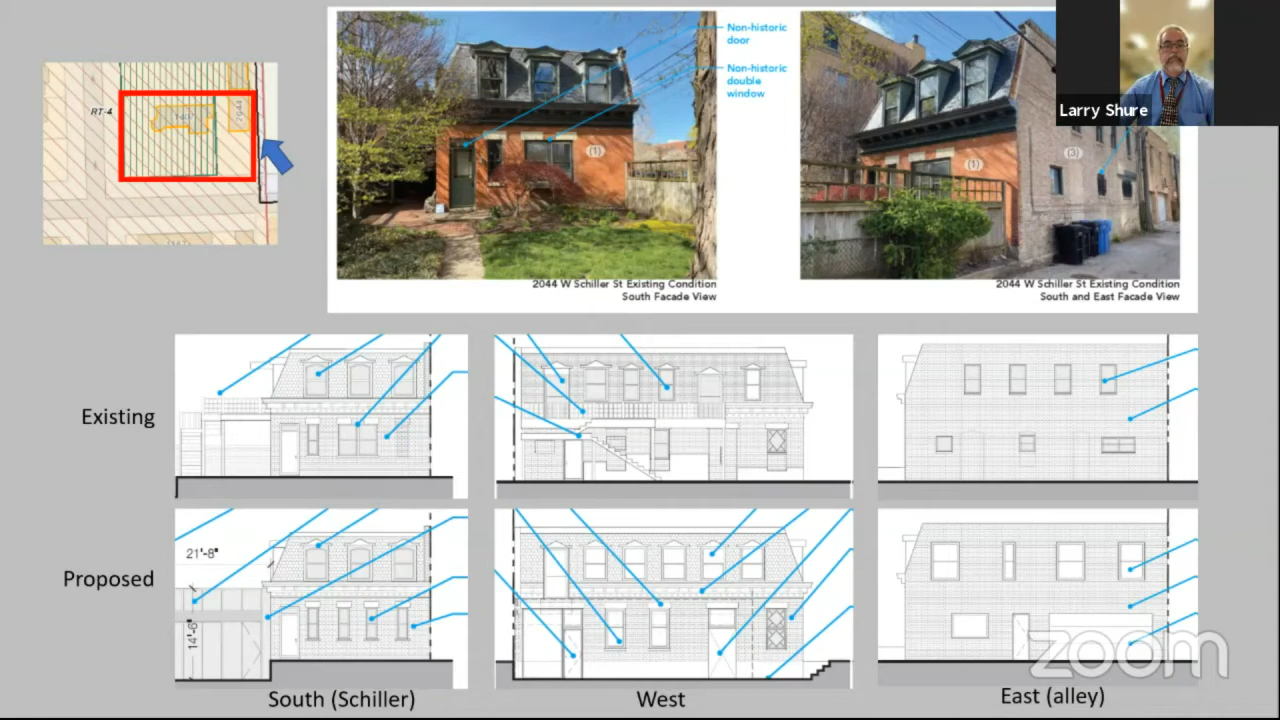 Non-historic
door
Non-historic
double
window
Larry Shure
RT-4
(1)
(1)
(3)
2044 W Schiller St Existing Condition
South Facade View
2044 W Schiller St Existing Condition
South and East Facade View
Existing
Proposed
21'-8"
14'-6"
zoom
South (Schiller)
West
East (alley)